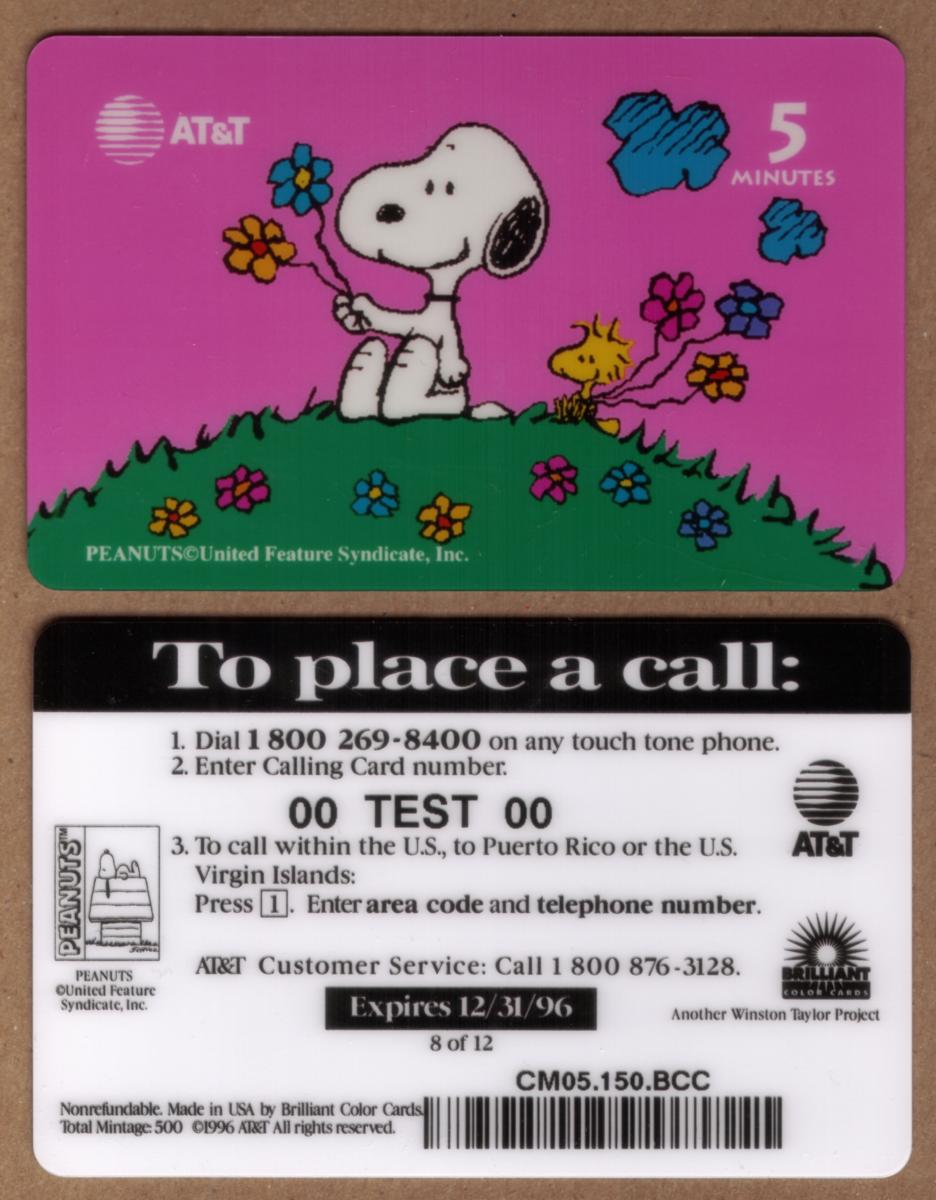 AT&T
5
MINUTES
PEANUTS©United Feature Syndicate, Inc.
To place a call:
1. Dial 1 800 269-8400 on any touch tone phone.
2. Enter Calling Card number.
00 TEST 00
3. To call within the U.S., to Puerto Rico or the U.S.
Virgin Islands:
Press 1. Enter area code and telephone number.
AT&T
PEANUTS™
PEANUTS
©United Feature
Syndicate, Inc.
AT&T Customer Service: Call 1 800 876-3128.
BRILLIANT
COLOR CARDS
Another Winston Taylor Project
Expires 12/31/96
8 of 12
CM05.150.BCC
Nonrefundable. Made in USA by Brilliant Color Cards.
Total Mintage: 500 ©1996 AT&T All rights reserved.